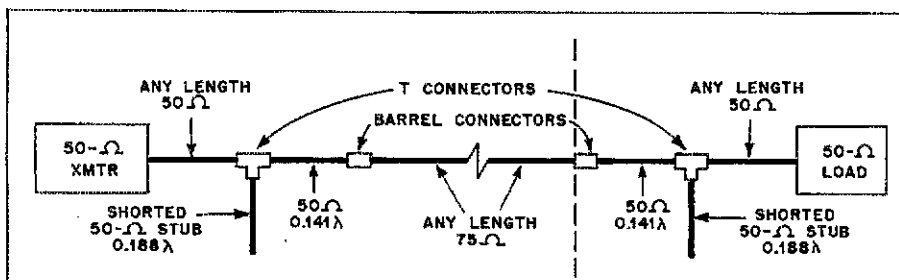 ANY LENGTH
50Ω
T CONNECTORS
ANY LENGTH
50Ω
BARREL CONNECTORS
50-Ω
XMTR
50-Ω
LOAD
SHORTED
50-Ω STUB
0.188λ
50Ω
0.141λ
ANY LENGTH
75Ω
50Ω
0.141λ
SHORTED
50-Ω STUB
0.188λ